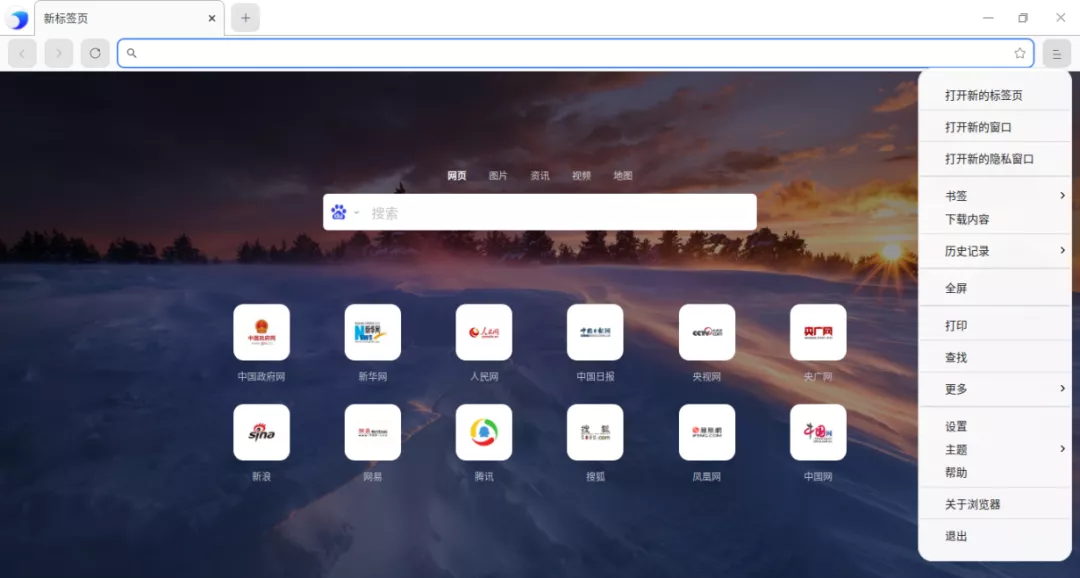 新标签页
打开新的标签页
打开新的窗口
打开新的隐私窗口
书签
下载内容
历史记录
全屏
打印
查找
更多
设置
主题
帮助
关于浏览器
退出
网页 图片 资讯 视频 地图
搜索
中国政府网 新华网 人民网 中国日报 央视网 央广网
新浪 网易 腾讯 搜狐 凤凰网 中国网